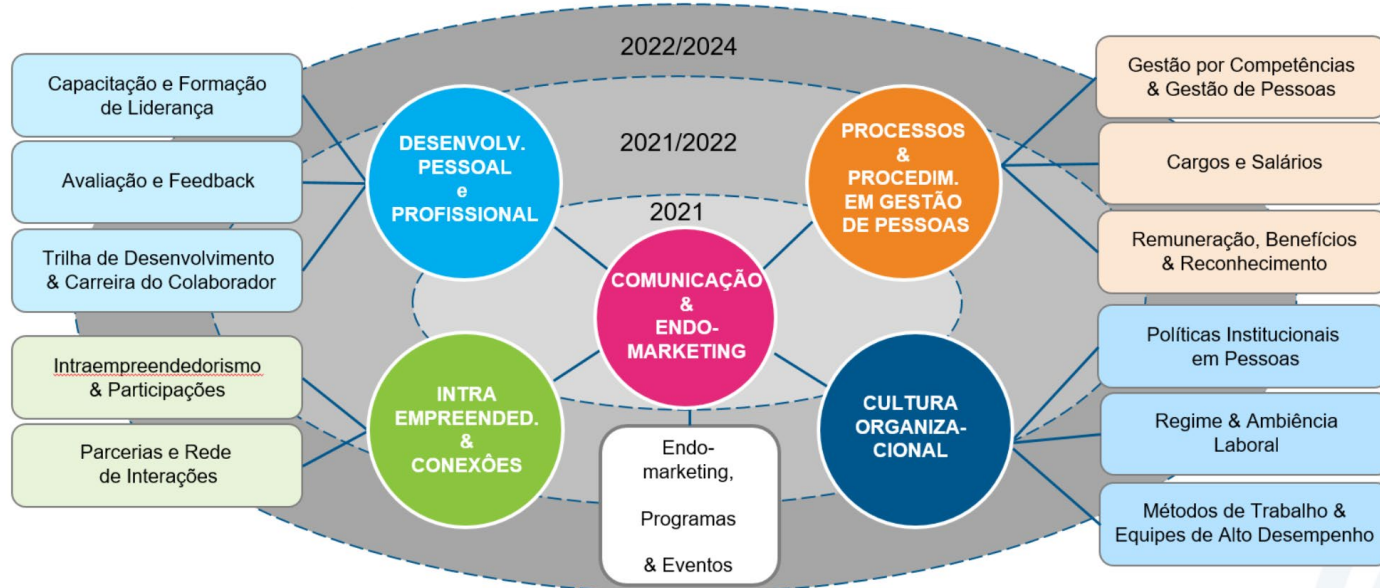 2022/2024
2021/2022
2021
Capacitação e Formação
de Liderança
Avaliação e Feedback
Trilha de Desenvolvimento
& Carreira do Colaborador
Intraempreendedorismo
& Participações
Parcerias e Rede
de Interações
DESENVOLV.
PESSOAL
e
PROFISSIONAL
INTRA
EMPREENDED.
&
CONEXÔES
COMUNICAÇÃO
&
ENDO-
MARKETING
Endo-
marketing,
Programas
& Eventos
PROCESSOS
&
PROCEDIM.
EM GESTÃO
DE PESSOAS
CULTURA
ORGANIZA-
CIONAL
Gestão por Competências
& Gestão de Pessoas
Cargos e Salários
Remuneração, Benefícios
& Reconhecimento
Políticas Institucionais
em Pessoas
Regime & Ambiência
Laboral
Métodos de Trabalho &
Equipes de Alto Desempenho